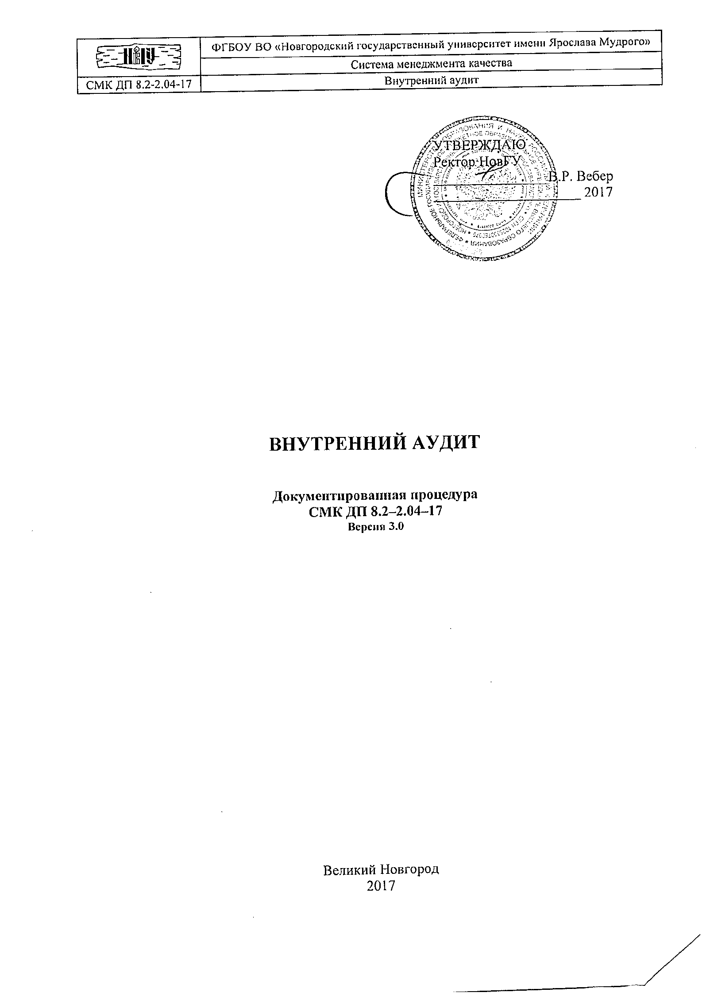 ФГБОУ ВО «Новгородский государственный университет имени Ярослава Мудрого»
Система менеджмента качества
СМК ДП 8.2-2.04-17
Внутренний аудит
УТВЕРЖДАЮ
Ректор НовГУ
В.Р. Вебер
2017
ВНУТРЕННИЙ АУДИТ
Документированная процедура
СМК ДП 8.2–2.04–17
Версия 3.0
Великий Новгород
2017